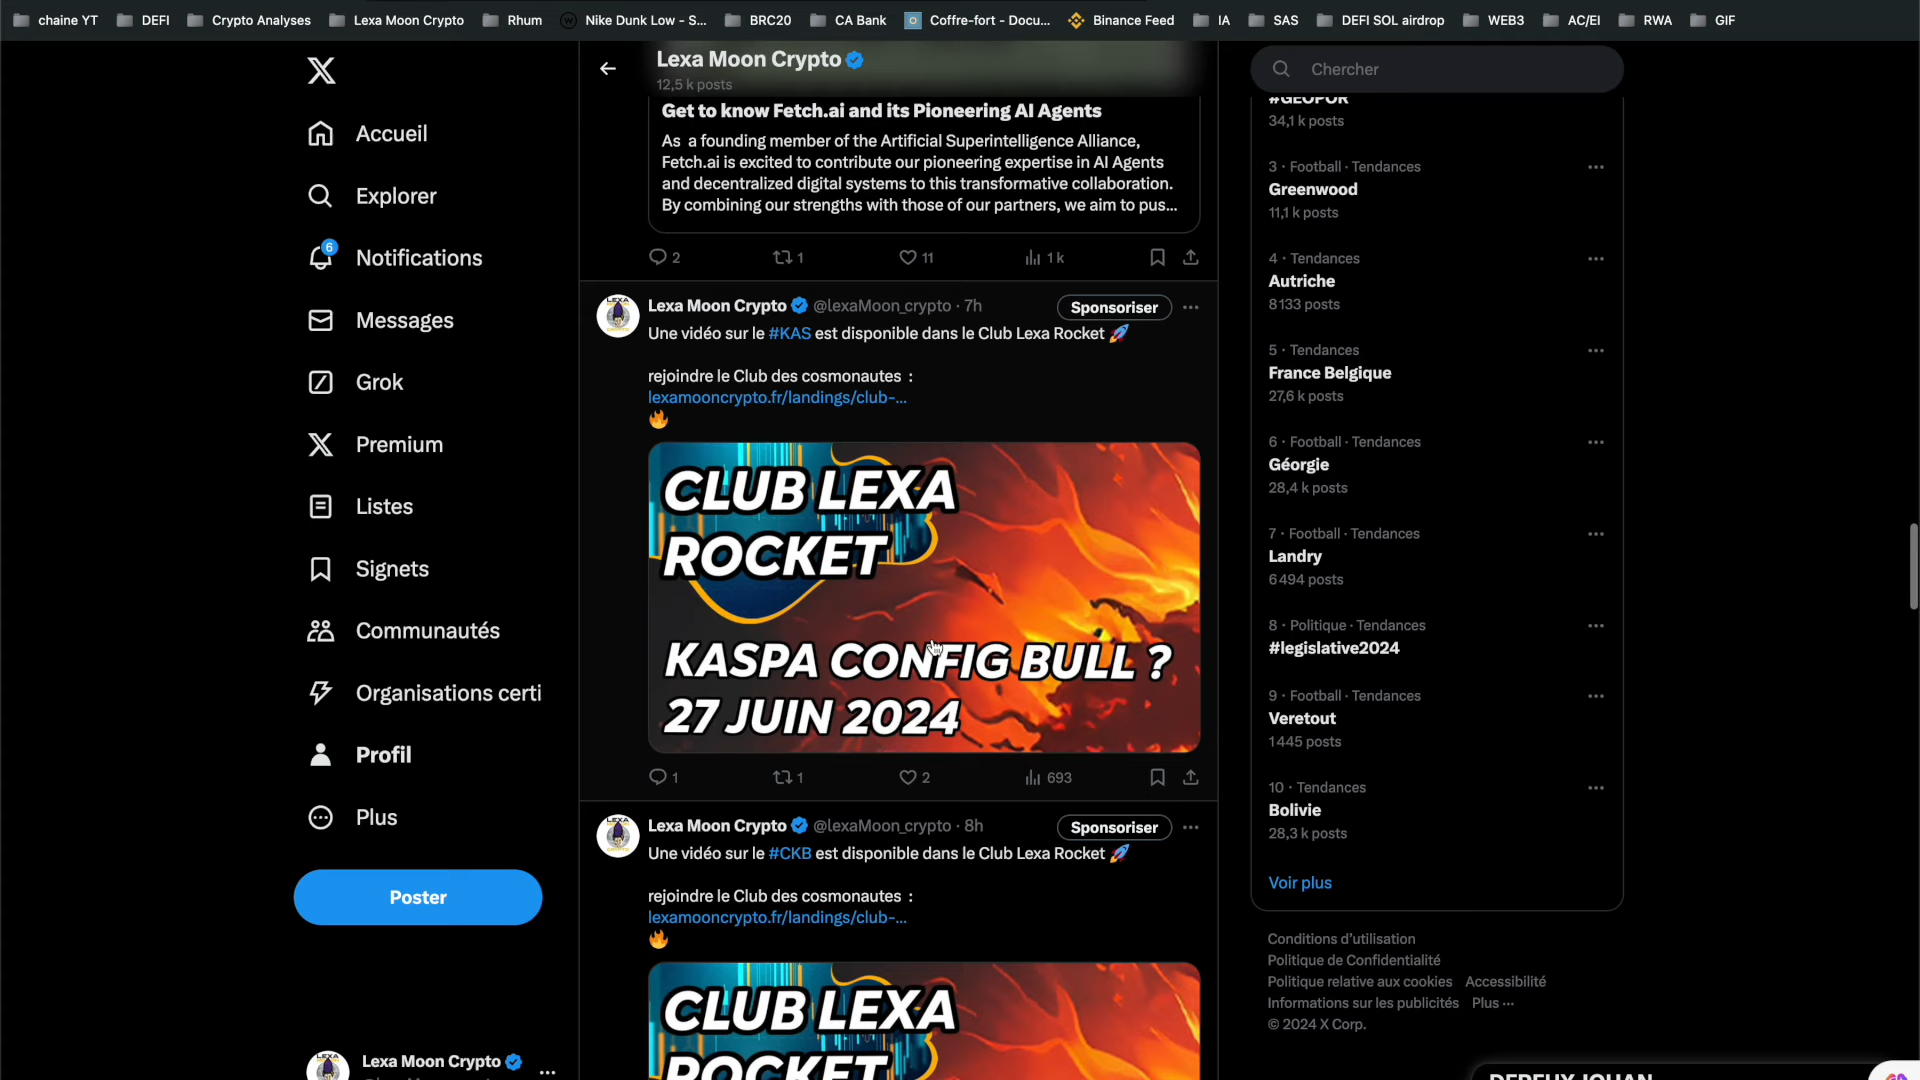 chaine YT
DEFI
Crypto Analyses
Lexa Moon Crypto
Rhum
Nike Dunk Low - S...
BRC20
CA Bank
Coffre-fort - Docu...
Binance Feed
IA
SAS
DEFI SOL airdrop
WEB3
AC/EI
RWA
GIF
Accueil
Explorer
6
Notifications
Messages
Grok
Premium
Listes
Signets
Communautés
Organisations certi
Profil
Plus
Poster
Lexa Moon Crypto
Lexa Moon Crypto
12,5 k posts
Get to know Fetch.ai and its Pioneering AI Agents
As a founding member of the Artificial Superintelligence Alliance,
Fetch.ai is excited to contribute our pioneering expertise in AI Agents
and decentralized digital systems to this transformative collaboration.
By combining our strengths with those of our partners, we aim to pus...
2
1
11
1 k
Lexa Moon Crypto @lexaMoon_crypto · 7h
Sponsoriser
Une vidéo sur le #KAS est disponible dans le Club Lexa Rocket 🚀
rejoindre le Club des cosmonautes :
lexamooncrypto.fr/landings/club-...
🔥
CLUB LEXA
ROCKET
KASPA CONFIG BULL ?
27 JUIN 2024
1
1
2
693
Lexa Moon Crypto @lexaMoon_crypto · 8h
Sponsoriser
Une vidéo sur le #CKB est disponible dans le Club Lexa Rocket 🚀
rejoindre le Club des cosmonautes :
lexamooncrypto.fr/landings/club-...
🔥
CLUB LEXA
ROCKET
Chercher
#GEOPOR
34,1 k posts
3 · Football · Tendances
Greenwood
11,1 k posts
4 · Tendances
Autriche
8 133 posts
5 · Tendances
France Belgique
27,6 k posts
6 · Football · Tendances
Géorgie
28,4 k posts
7 · Football · Tendances
Landry
6 494 posts
8 · Politique · Tendances
#legislative2024
9 · Football · Tendances
Veretout
1 445 posts
10 · Tendances
Bolivie
28,3 k posts
Voir plus
Conditions d’utilisation
Politique de Confidentialité
Politique relative aux cookies Accessibilité
Informations sur les publicités Plus ···
© 2024 X Corp.
DEREUX JOHAN